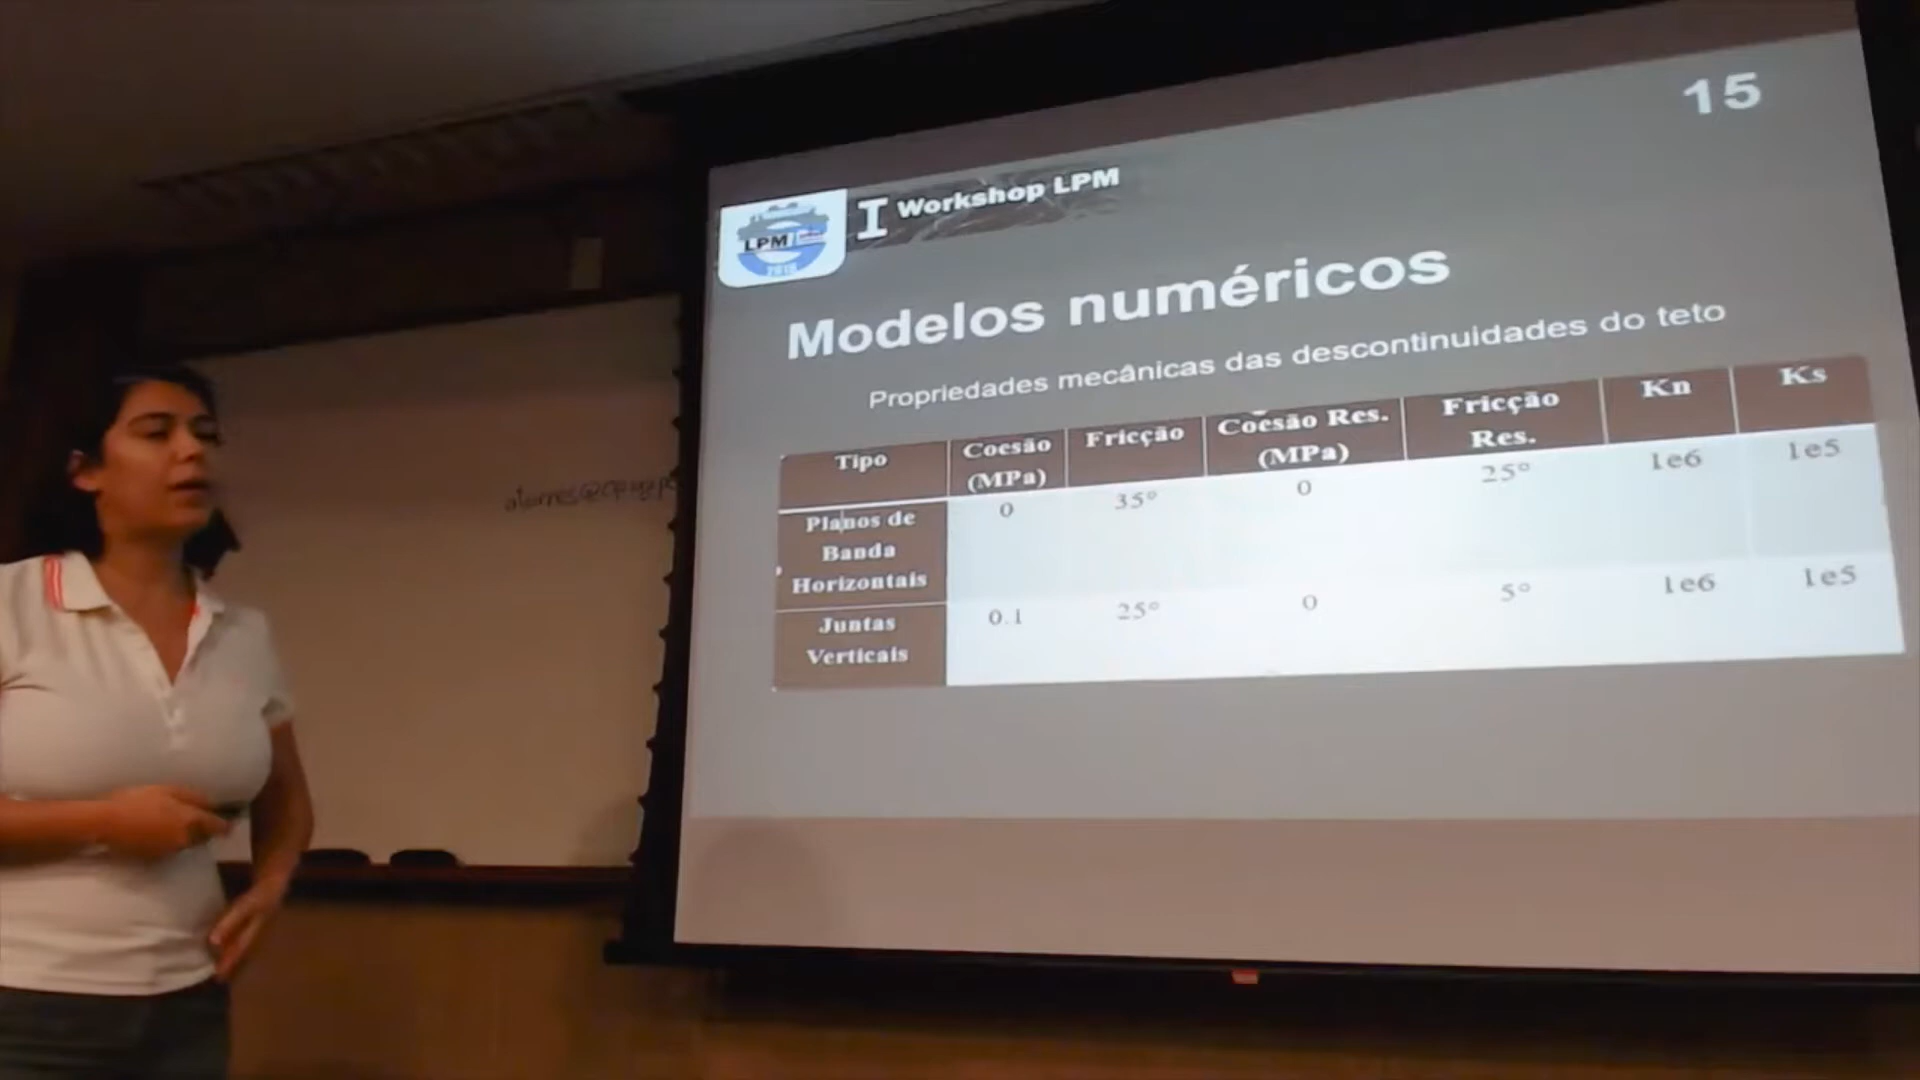 15
I Workshop LPM
LPM
2018
Modelos numéricos
Propriedades mecânicas das descontinuidades do teto
Tipo
Coesão
(MPa)
Fricção
Coesão Res.
(MPa)
Fricção
Res.
Kn
Ks
Planos de
Banda
Horizontais
0
35°
0
25°
1e6
1e5
Juntas
Verticais
0.1
25°
0
5°
1e6
1e5